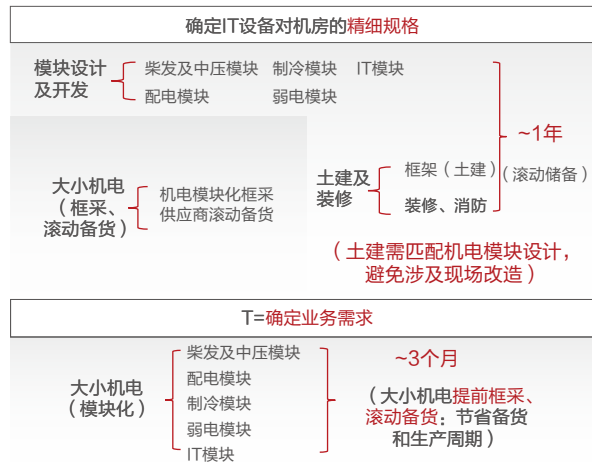 确定IT设备对机房的精细规格
模块设计
及开发
柴发及中压模块 制冷模块 IT模块
配电模块 弱电模块
~1年
（滚动储备）
大小机电
（框采、
滚动备货）
机电模块化框采
供应商滚动备货
土建及
装修
框架（土建）
装修、消防
（土建需匹配机电模块设计，
避免涉及现场改造）
T=确定业务需求
大小机电
（模块化）
柴发及中压模块
配电模块
制冷模块
弱电模块
IT模块
~3个月
（大小机电提前框采、
滚动备货：节省备货
和生产周期）